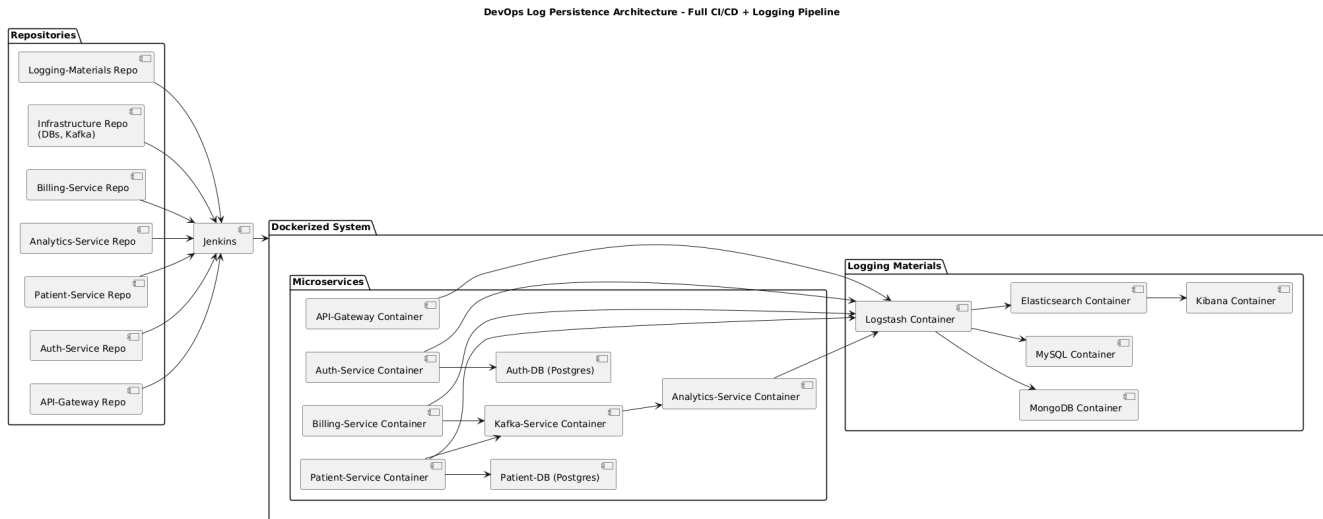 DevOps Log Persistence Architecture - Full CI/CD + Logging Pipeline
Repositories
Logging-Materials Repo
Infrastructure Repo
(DBs, Kafka)
Billing-Service Repo
Analytics-Service Repo
Patient-Service Repo
Auth-Service Repo
API-Gateway Repo
Jenkins
Dockerized System
Microservices
API-Gateway Container
Auth-Service Container
Auth-DB (Postgres)
Billing-Service Container
Kafka-Service Container
Analytics-Service Container
Patient-Service Container
Patient-DB (Postgres)
Logging Materials
Logstash Container
Elasticsearch Container
Kibana Container
MySQL Container
MongoDB Container